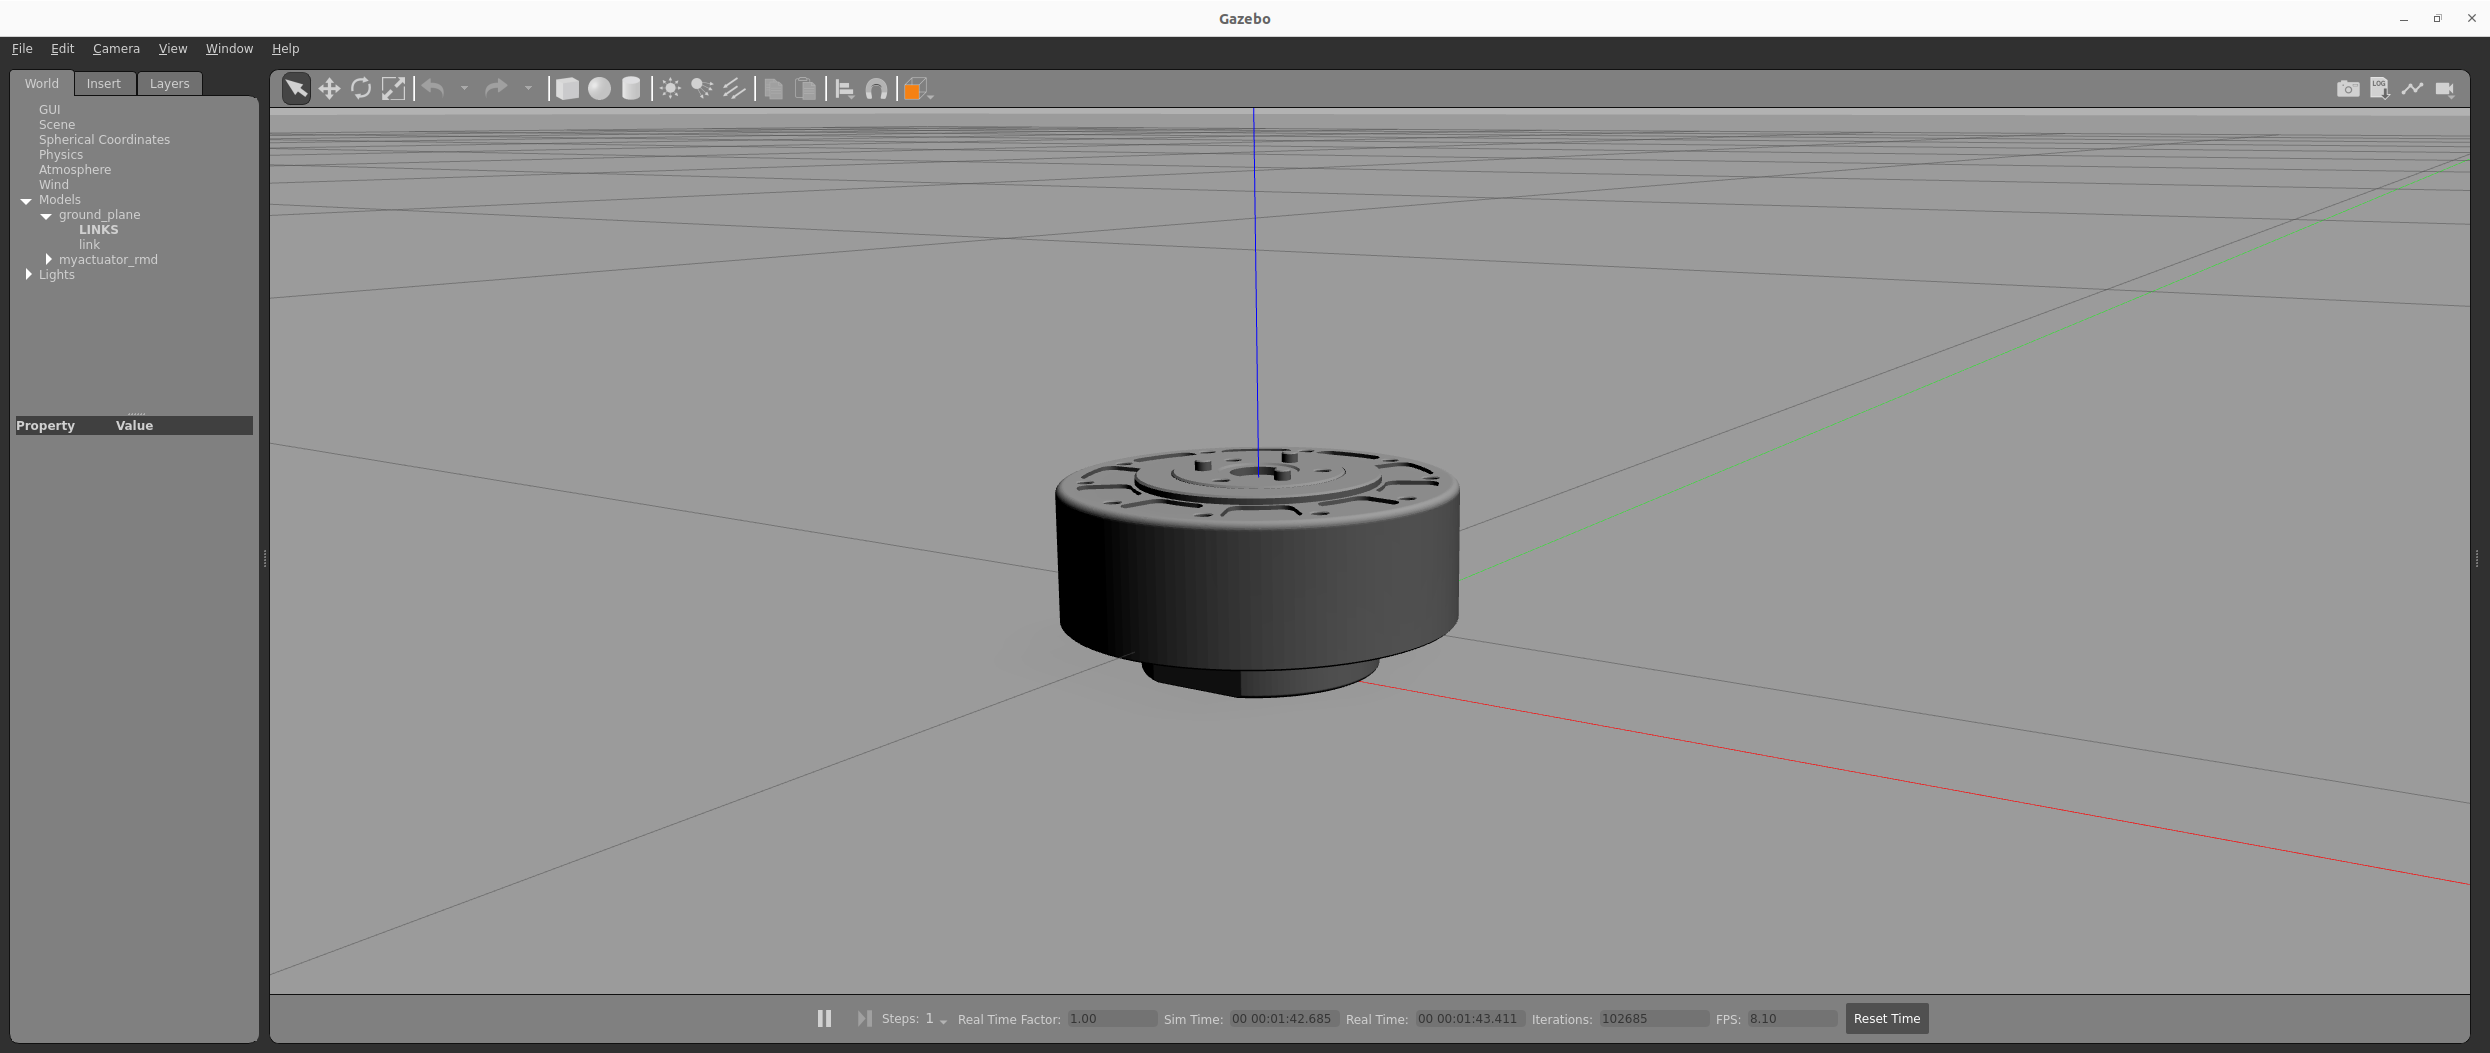 Gazebo
File Edit Camera View Window Help
World Insert Layers
GUI
Scene
Spherical Coordinates
Physics
Atmosphere
Wind
Models
ground_plane
LINKS
link
myactuator_rmd
Lights
Property Value
LOG
Steps: 1 Real Time Factor: 1.00 Sim Time: 00 00:01:42.685 Real Time: 00 00:01:43.411 Iterations: 102685 FPS: 8.10 Reset Time